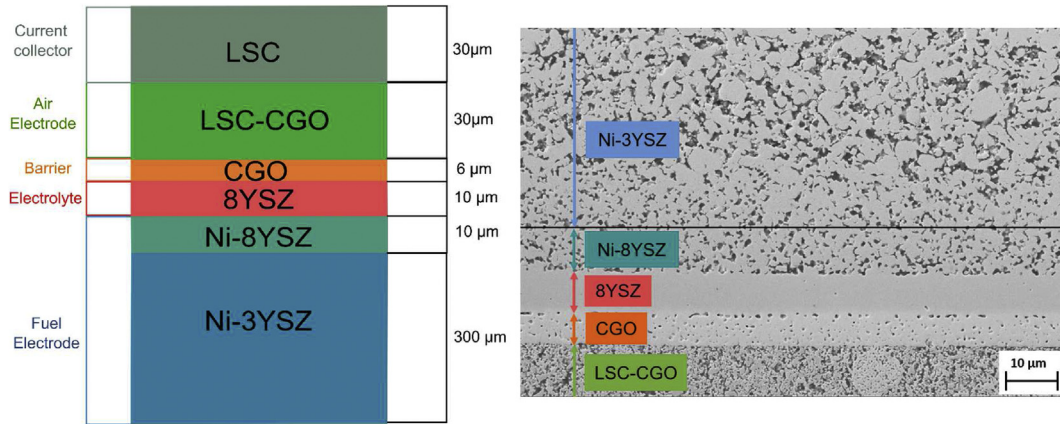 Current
collector
LSC
30µm
Air
Electrode
LSC-CGO
30µm
Barrier
CGO
6 µm
Electrolyte
8YSZ
10 µm
Ni-8YSZ
10 µm
Fuel
Electrode
Ni-3YSZ
300 µm
Ni-3YSZ
Ni-8YSZ
8YSZ
CGO
LSC-CGO
10 µm